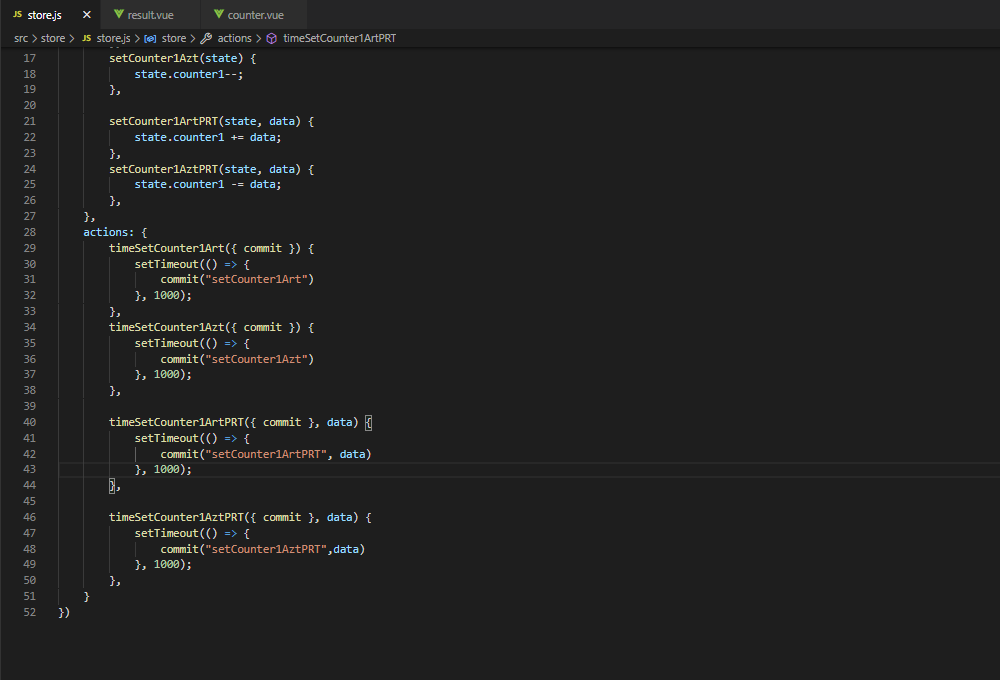 JS store.js × result.vue counter.vue
src > store > JS store.js > store > actions > timeSetCounter1ArtPRT
17 setCounter1Azt(state) {
18 state.counter1--;
19 },
20
21 setCounter1ArtPRT(state, data) {
22 state.counter1 += data;
23 },
24 setCounter1AztPRT(state, data) {
25 state.counter1 -= data;
26 },
27 },
28 actions: {
29 timeSetCounter1Art({ commit }) {
30 setTimeout(() => {
31 commit("setCounter1Art")
32 }, 1000);
33 },
34 timeSetCounter1Azt({ commit }) {
35 setTimeout(() => {
36 commit("setCounter1Azt")
37 }, 1000);
38 },
39
40 timeSetCounter1ArtPRT({ commit }, data) {
41 setTimeout(() => {
42 commit("setCounter1ArtPRT", data)
43 }, 1000);
44 },
45
46 timeSetCounter1AztPRT({ commit }, data) {
47 setTimeout(() => {
48 commit("setCounter1AztPRT",data)
49 }, 1000);
50 },
51 }
52 })